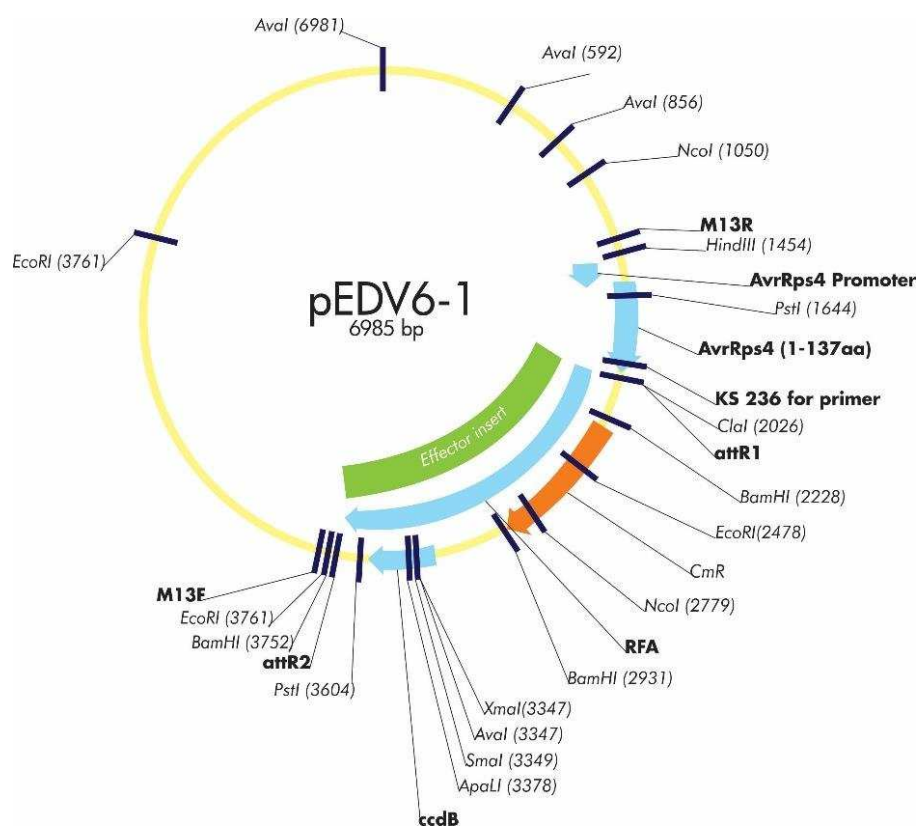 AvaI (6981)
AvaI (592)
AvaI (856)
NcoI (1050)
M13R
HindIII (1454)
AvrRps4 Promoter
PstI (1644)
AvrRps4 (1-137aa)
KS 236 for primer
ClaI (2026)
attR1
BamHI (2228)
EcoRI(2478)
CmR
NcoI (2779)
RFA
BamHI (2931)
XmaI(3347)
AvaI (3347)
SmaI (3349)
ApaLI (3378)
ccdB
PstI (3604)
attR2
BamHI (3752)
EcoRI (3761)
M13F
EcoRI (3761)
pEDV6-1
6985 bp
Effector insert